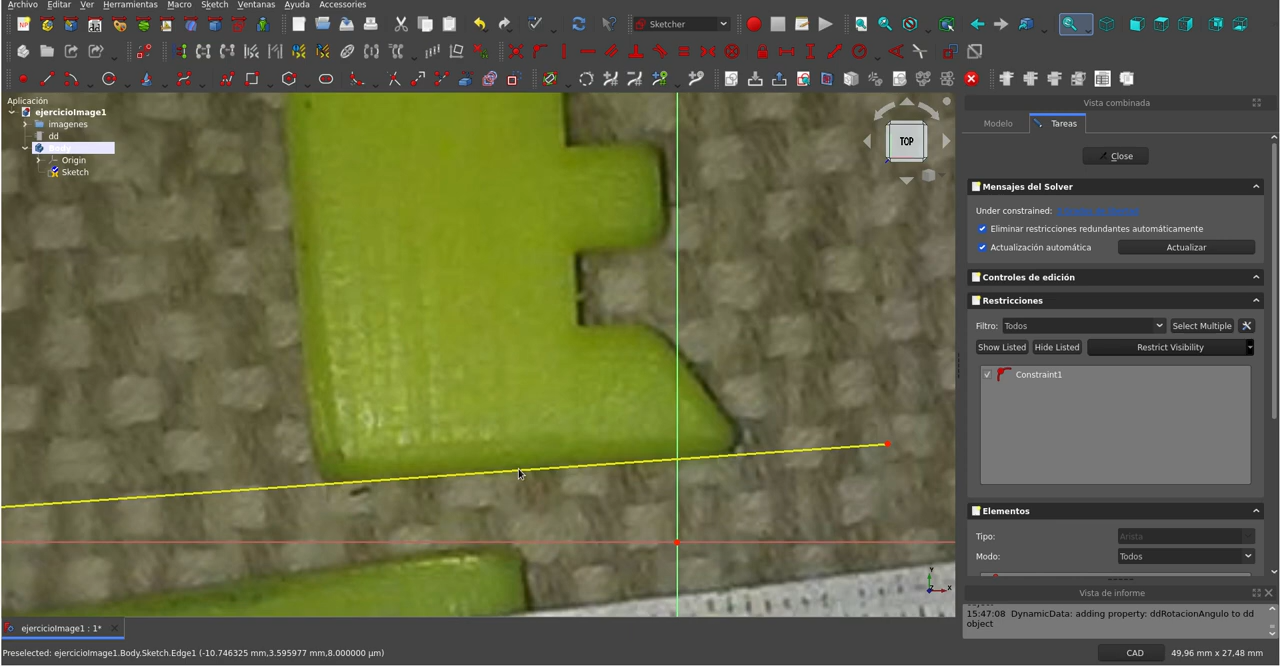 Archivo Editar Ver Herramientas Macro Sketch Ventanas Ayuda Accessories
Sketcher
Aplicación
ejercicioImage1
imagenes
dd
Body
Origin
Sketch
TOP
Vista combinada
Modelo Tareas
Close
Mensajes del Solver
Under constrained:
Eliminar restricciones redundantes automáticamente
Actualización automática Actualizar
Controles de edición
Restricciones
Filtro: Todos Select Multiple
Show Listed Hide Listed Restrict Visibility
Constraint1
Elementos
Tipo: Arista
Modo: Todos
Vista de informe
15:47:08 DynamicData: adding property: ddRotacionAngulo to dd
object
ejercicioImage1 : 1*
Preselected: ejercicioImage1.Body.Sketch.Edge1 (-10.746325 mm,3.595977 mm,8.000000 µm)
CAD 49,96 mm x 27,48 mm